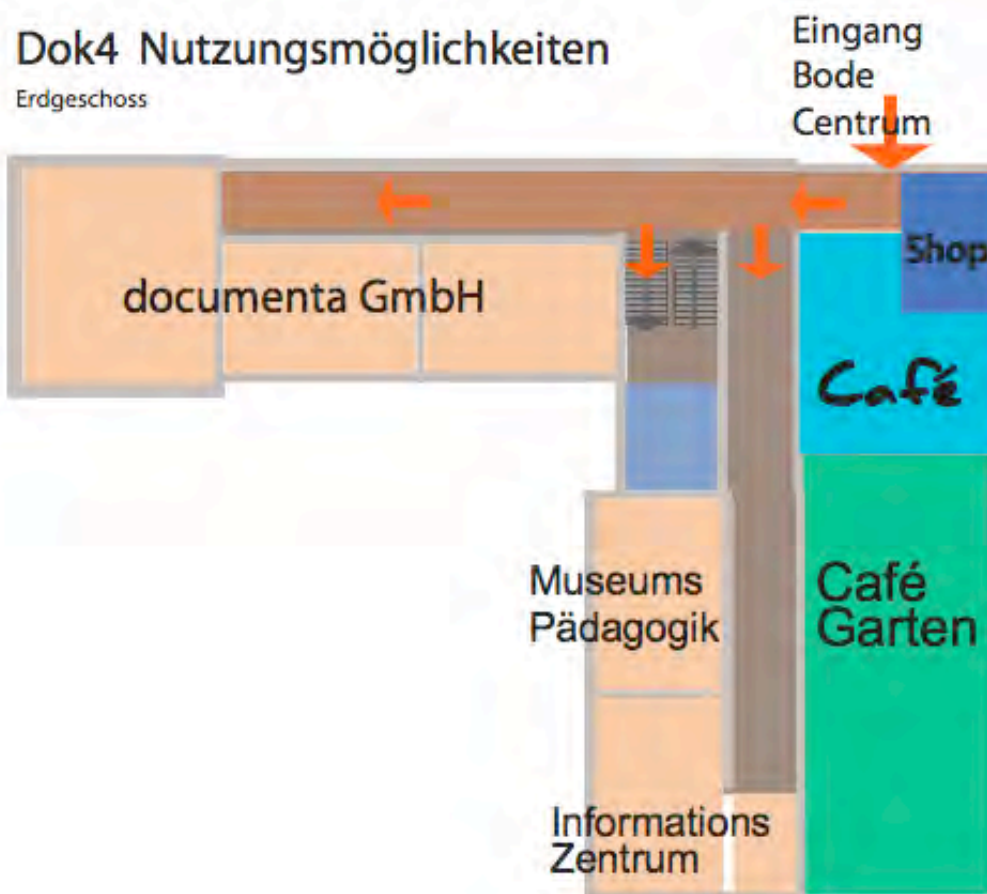 Dok4 Nutzungsmöglichkeiten
Erdgeschoss
Eingang
Bode
Centrum
Shop
documenta GmbH
Café
Museums
Pädagogik
Café
Garten
Informations
Zentrum